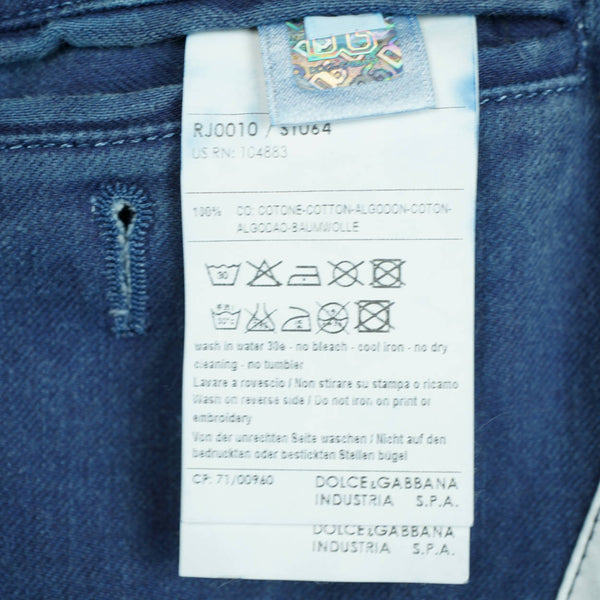 RJ0010 / S1064
US RN: 104883
100% CO: COTONE-COTTON-ALGODON-COTON-
ALGODAO-BAUMWOLLE
30
30°C
wash in water 30e - no bleach - cool iron - no dry
cleaning - no tumbler
Lavare a rovescio / Non stirare su stampa o ricamo
Wash on reverse side / Do not iron on print or
embroidery
Von der unrechten Seite waschen / Nicht auf den
bedruckten oder bestickten Stellen bügel
CP: 71/00960
DOLCE&GABBANA
INDUSTRIA S.P.A.
DOLCE&GABBANA
INDUSTRIA S.P.A.